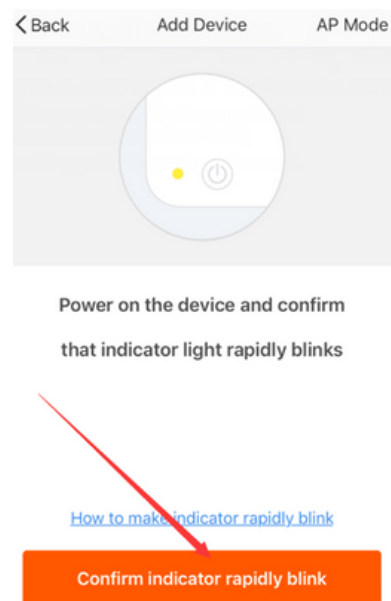 Back Add Device AP Mode
Power on the device and confirm
that indicator light rapidly blinks
How to make indicator rapidly blink
Confirm indicator rapidly blink